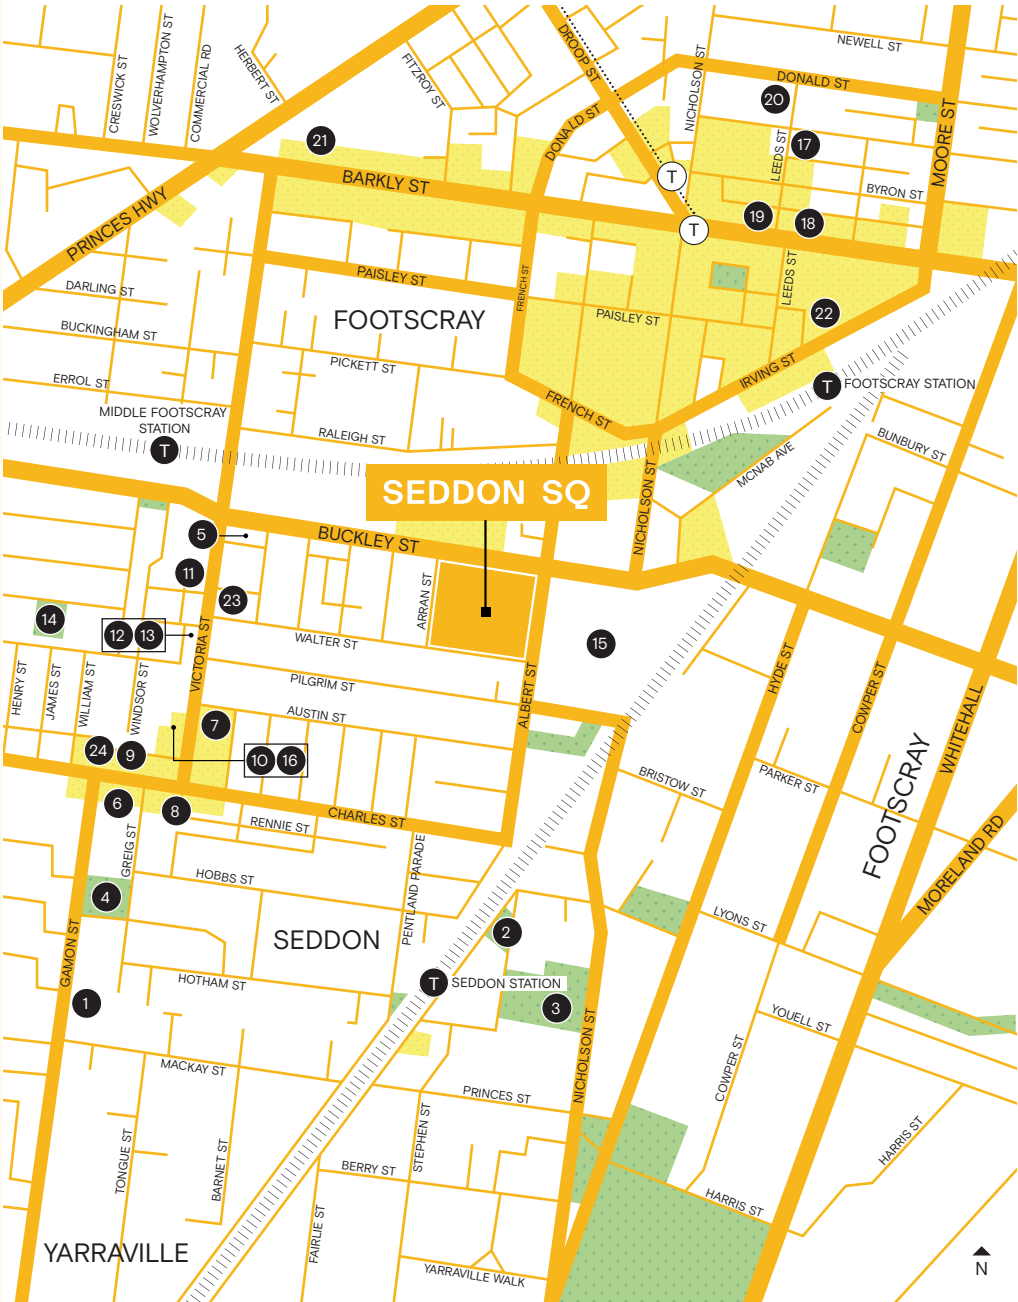 CRESWICK ST
WOLVERHAMPTON ST
COMMERCIAL RD
HERBERT ST
FITZROY ST
DROOP ST
NICHOLSON ST
NEWELL ST
DONALD ST
20
MOORE ST
DONALD ST
21
LEEDS ST
17
T
BARKLY ST
BYRON ST
PRINCES HWY
19
18
T
PAISLEY ST
LEEDS ST
DARLING ST
FRENCH ST
FOOTSCRAY
PAISLEY ST
22
BUCKINGHAM ST
PICKETT ST
IRVING ST
ERROL ST
T
FOOTSCRAY STATION
MIDDLE FOOTSCRAY
STATION
FRENCH ST
T
RALEIGH ST
BUNBURY ST
MCNAB AVE
SEDDON SQ
NICHOLSON ST
5
BUCKLEY ST
11
23
ARRAN ST
14
12
13
WALTER ST
15
VICTORIA ST
HENRY ST
JAMES ST
WILLIAM ST
WINDSOR ST
PILGRIM ST
ALBERT ST
HYDE ST
COWPER ST
WHITEHALL
AUSTIN ST
7
24
9
10
16
FOOTSCRAY
BRISTOW ST
PARKER ST
6
8
CHARLES ST
RENNIE ST
GREIG ST
MORELAND RD
HOBBS ST
PENTLAND PARADE
4
LYONS ST
2
SEDDON
GAMON ST
HOTHAM ST
T
SEDDON STATION
1
3
YOUELL ST
NICHOLSON ST
MACKAY ST
COWPER ST
PRINCES ST
TONGUE ST
BARNET ST
STEPHEN ST
HARRIS ST
BERRY ST
HARRIS ST
FAIRLIE ST
YARRAVILLE
YARRAVILLE WALK
N